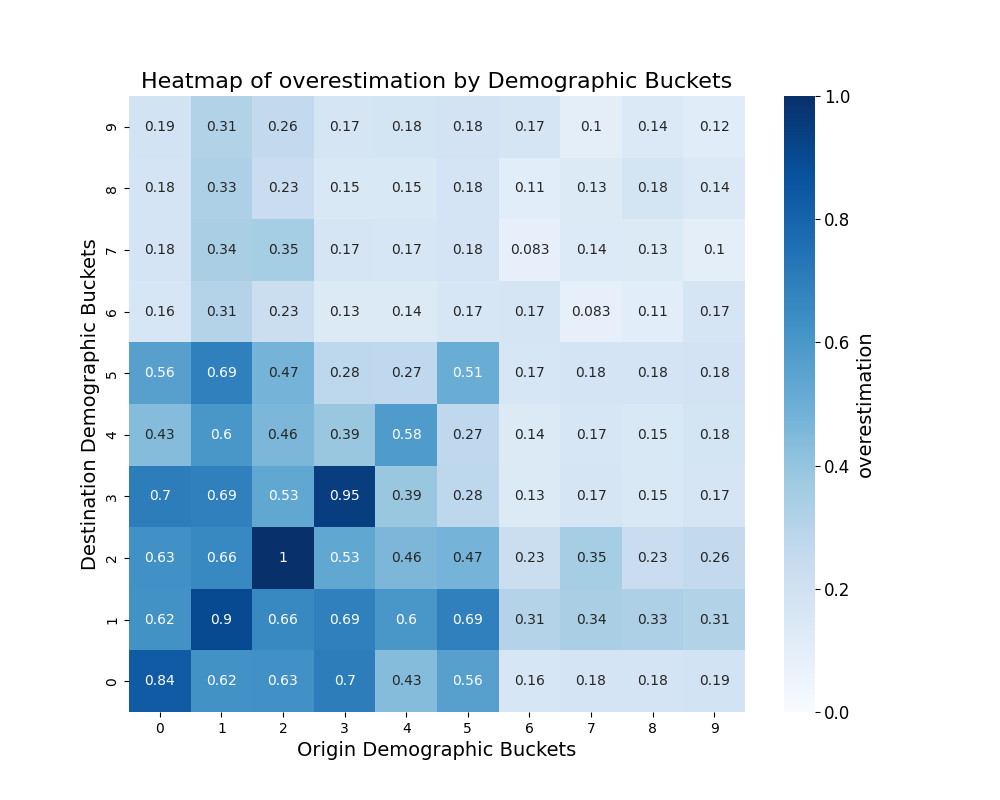 Heatmap of overestimation by Demographic Buckets
9 0.19 0.31 0.26 0.17 0.18 0.18 0.17 0.1 0.14 0.12
8 0.18 0.33 0.23 0.15 0.15 0.18 0.11 0.13 0.18 0.14
7 0.18 0.34 0.35 0.17 0.17 0.18 0.083 0.14 0.13 0.1
6 0.16 0.31 0.23 0.13 0.14 0.17 0.17 0.083 0.11 0.17
5 0.56 0.69 0.47 0.28 0.27 0.51 0.17 0.18 0.18 0.18
4 0.43 0.6 0.46 0.39 0.58 0.27 0.14 0.17 0.15 0.18
3 0.7 0.69 0.53 0.95 0.39 0.28 0.13 0.17 0.15 0.17
2 0.63 0.66 1 0.53 0.46 0.47 0.23 0.35 0.23 0.26
1 0.62 0.9 0.66 0.69 0.6 0.69 0.31 0.34 0.33 0.31
0 0.84 0.62 0.63 0.7 0.43 0.56 0.16 0.18 0.18 0.19
0 1 2 3 4 5 6 7 8 9
Origin Demographic Buckets
Destination Demographic Buckets
1.0
0.8
0.6
0.4
0.2
0.0
overestimation